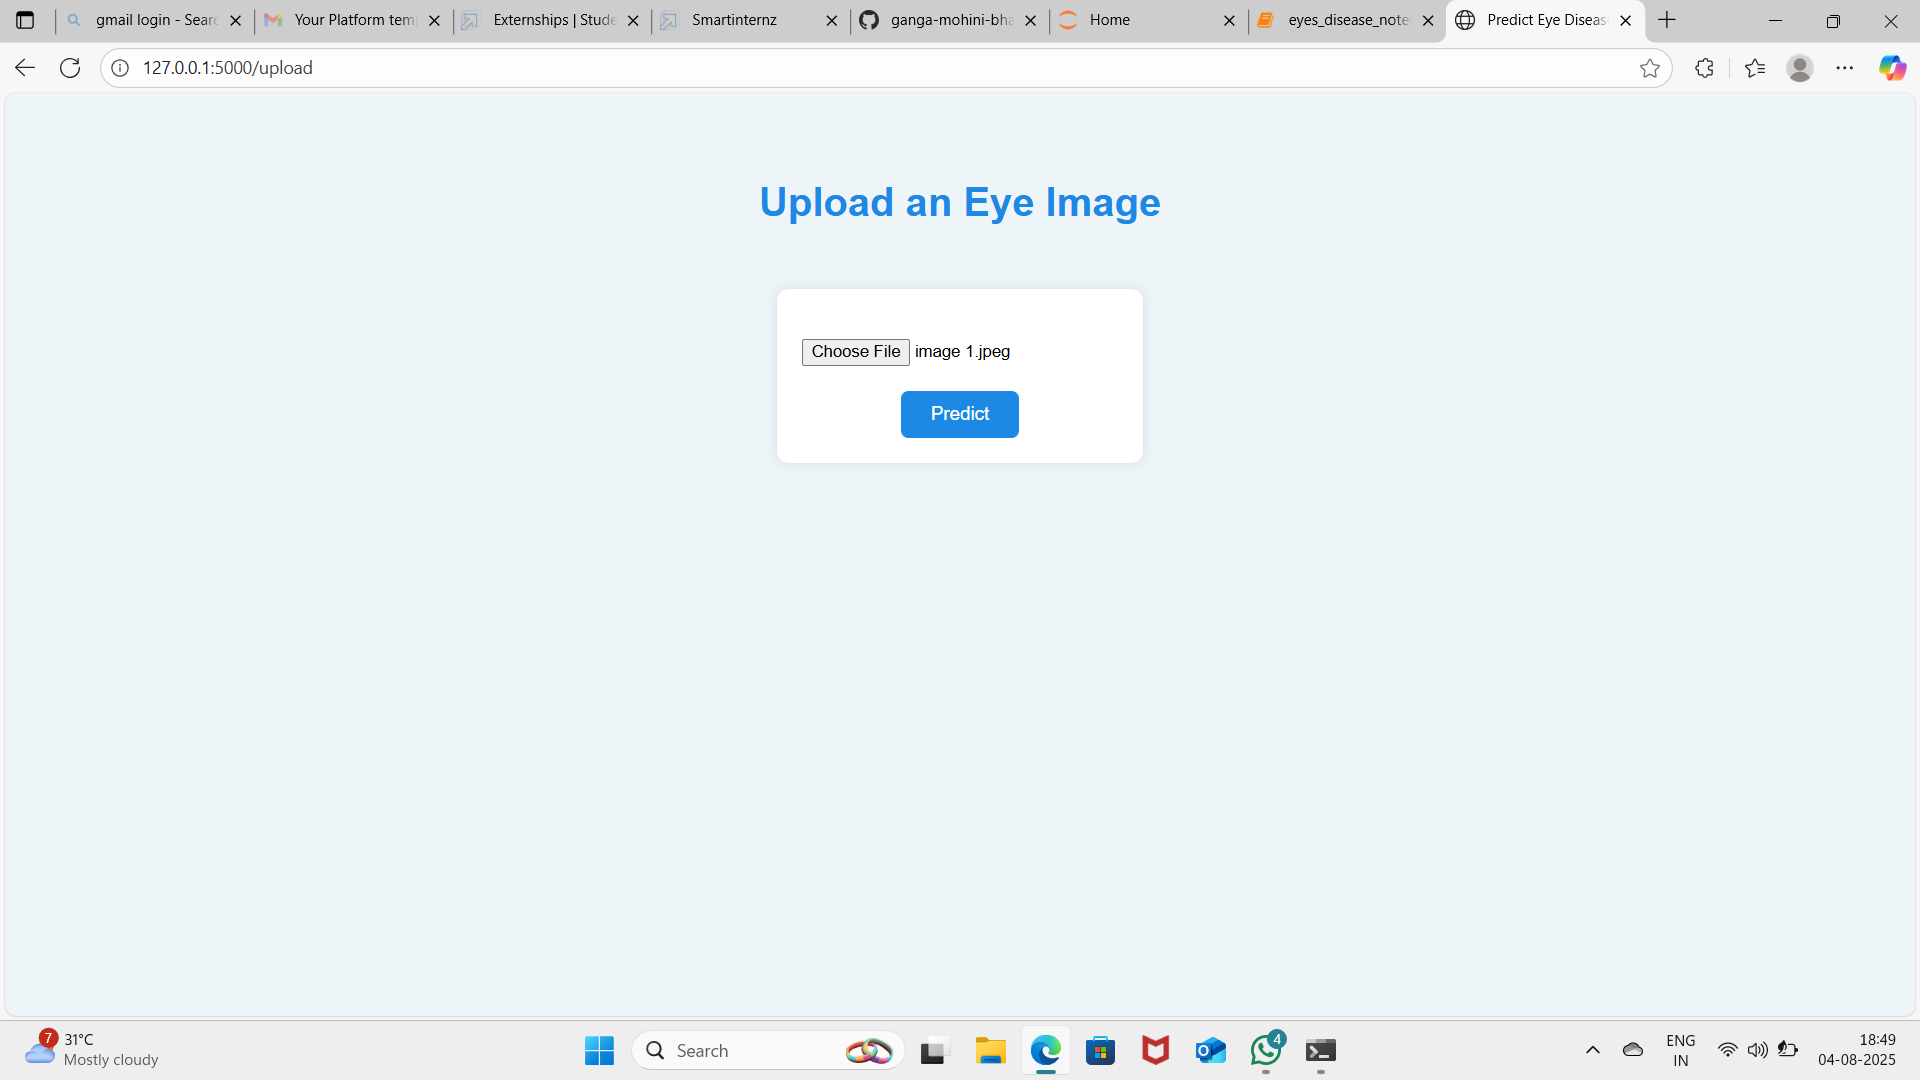 gmail login - Searc
Your Platform tem
Externships | Stude
Smartinternz
ganga-mohini-bha
Home
eyes_disease_note
Predict Eye Diseas
127.0.0.1:5000/upload
Upload an Eye Image
Choose File image 1.jpeg
Predict
7
31°C
Mostly cloudy
Search
4
ENG
IN
18:49
04-08-2025